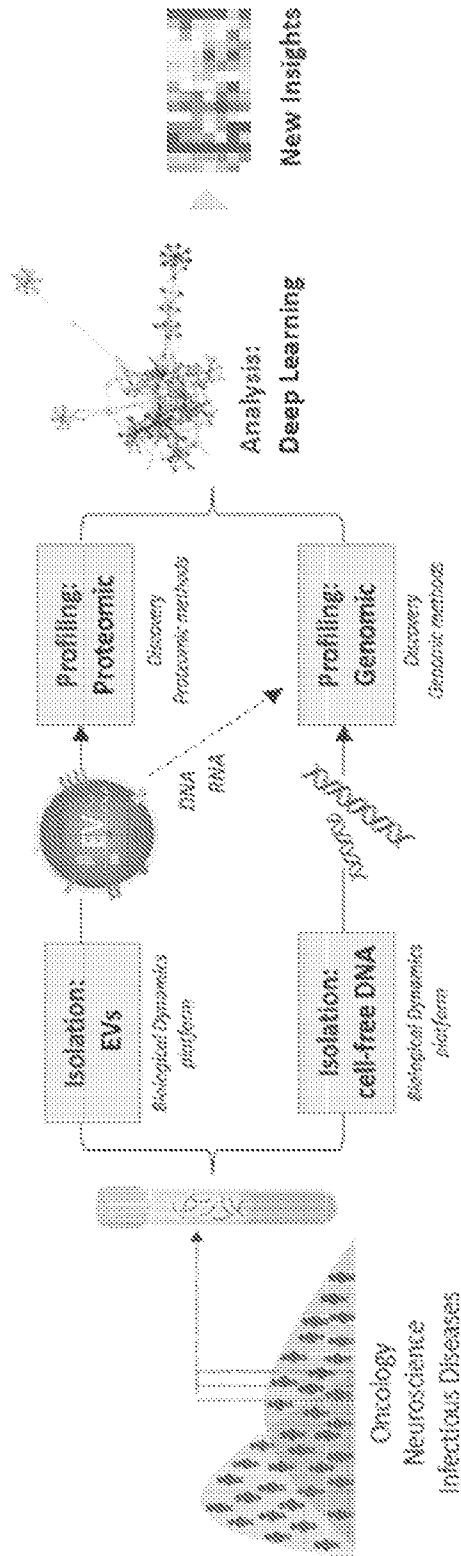 Oncology
Neuroscience
Infectious Diseases
Isolation:
EVs
Biological Dynamics
platform
Isolation:
cell-free DNA
Biological Dynamics
platform
DNA
RNA
Profiling:
Proteomic
Discovery
Proteomic methods
Profiling:
Genomic
Discovery
Genomic methods
Analysis:
Deep Learning
New Insights